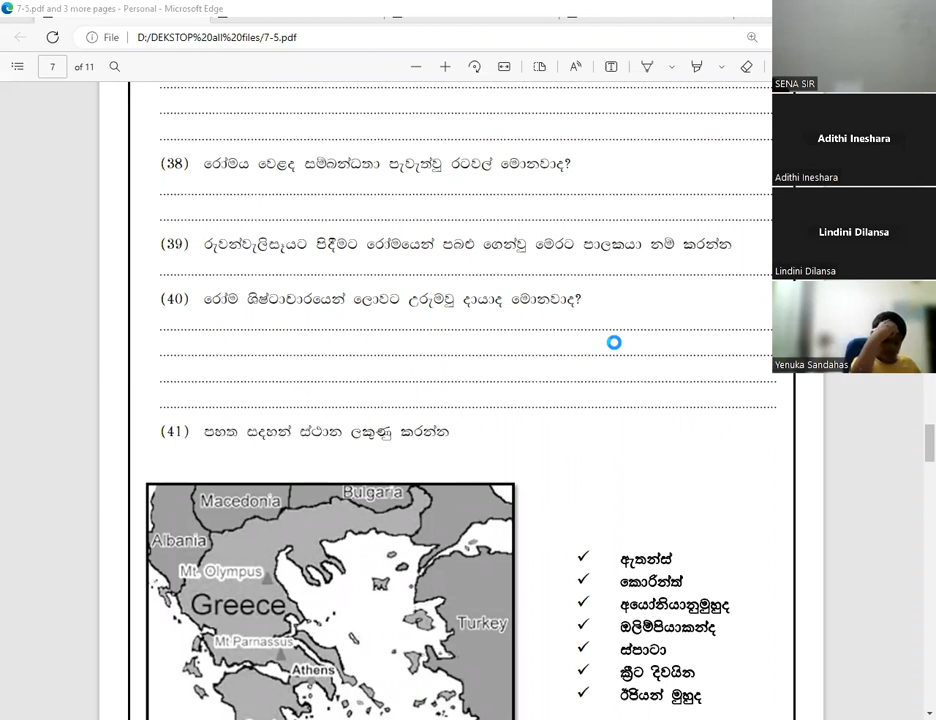 7-5.pdf and 3 more pages - Personal - Microsoft Edge
File D:/DEKSTOP%20all%20files/7-5.pdf
7 of 11
SENA SIR
Adithi Ineshara
Adithi Ineshara
Lindini Dilansa
Lindini Dilansa
Yenuka Sandahas
(38) රෝමය වෙළඳ සම්බන්ධතා පැවැත්වූ රටවල් මොනවාද?
(39) රුවන්වැලිසෑයට පිදීමට රෝමයෙන් පබළු ගෙන්වූ මෙරට පාලකයා නම් කරන්න
(40) රෝම ශිෂ්ටාචාරයෙන් ලොවට උරුමවූ දායාද මොනවාද?
(41) පහත සදහන් ස්ථාන ලකුණු කරන්න
Macedonia
Bulgaria
Albania
Mt. Olympus
Greece
Turkey
Mt Parnassus
Athens
ඇතන්ස්
කොරින්ත්
අයෝනියානුමුහුද
ඔලිම්පියාකන්ද
ස්පාටා
ක්‍රීට දිවයින
ඊජියන් මුහුද